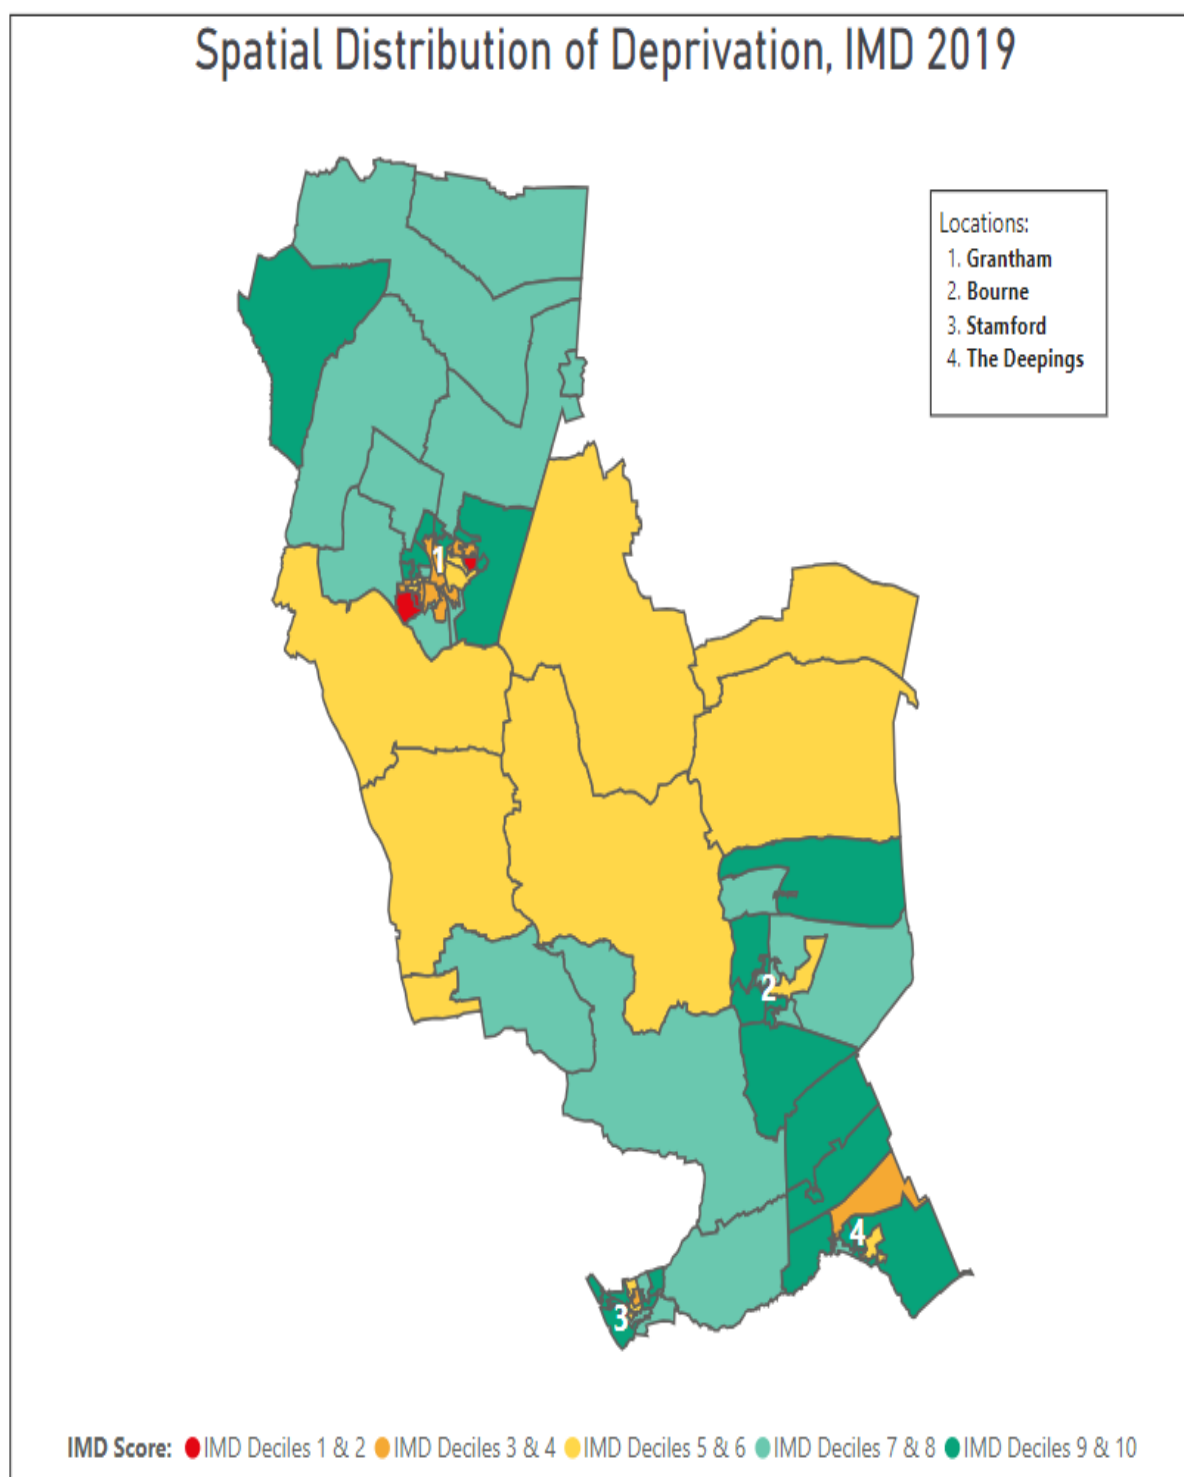 Spatial Distribution of Deprivation, IMD 2019
Locations:
1. Grantham
2. Bourne
3. Stamford
4. The Deepings
1
2
4
3
IMD Score: IMD Deciles 1 & 2 IMD Deciles 3 & 4 IMD Deciles 5 & 6 IMD Deciles 7 & 8 IMD Deciles 9 & 10